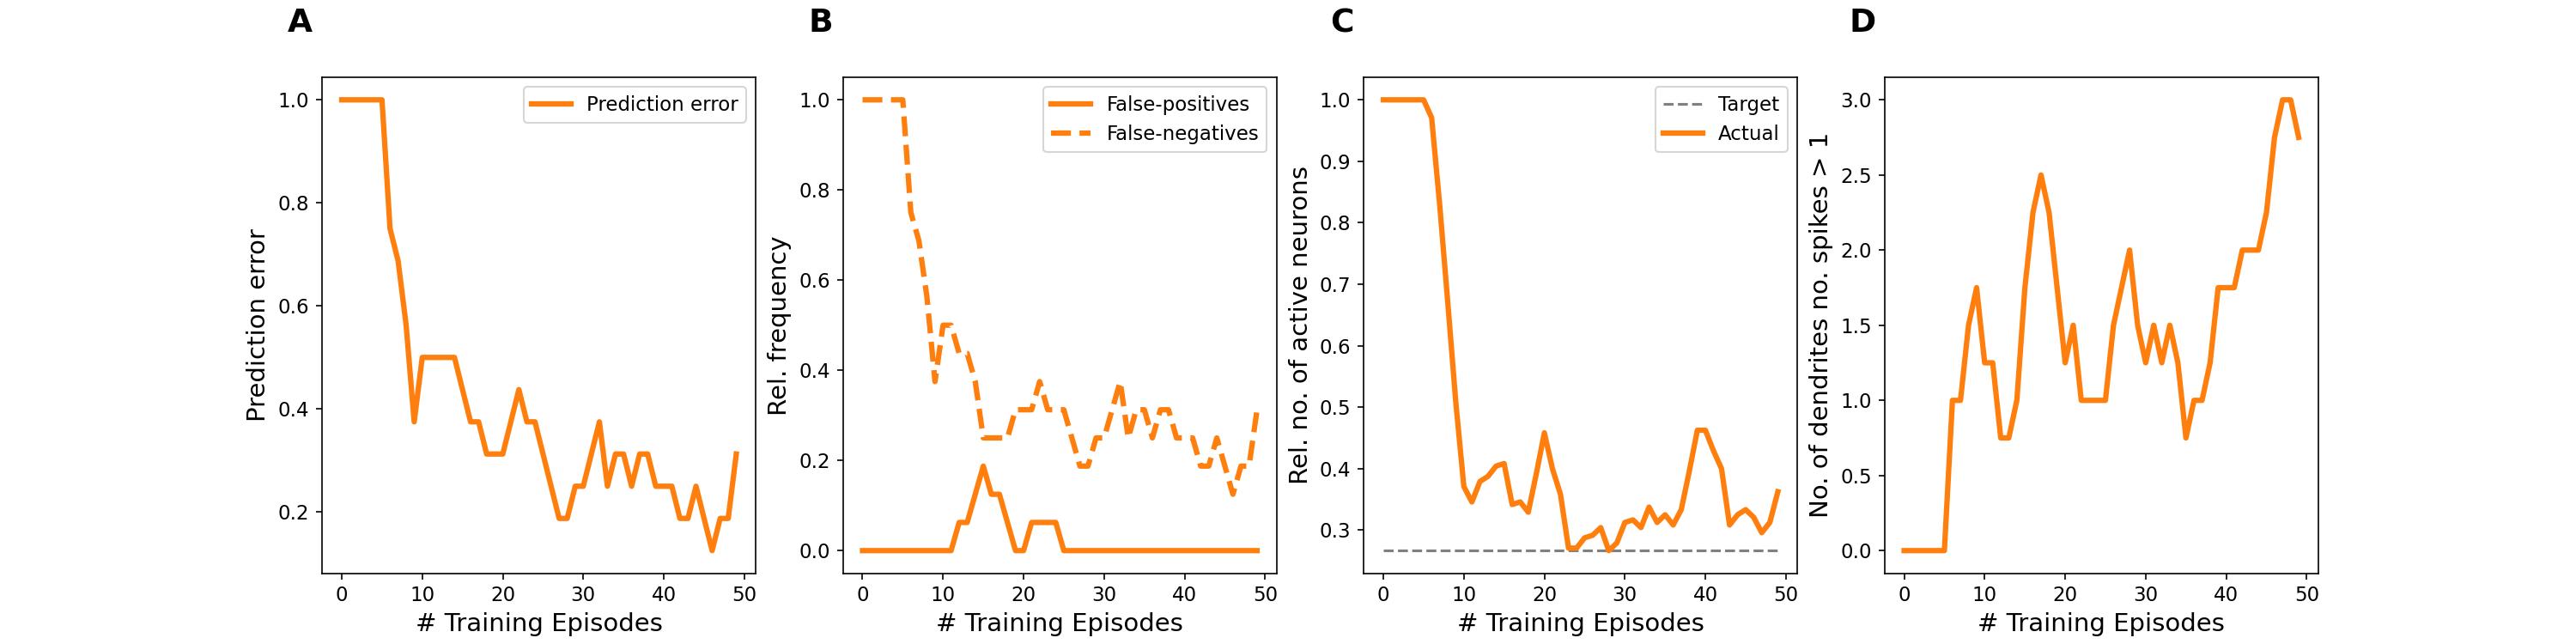 A
Prediction error
1.0
0.8
0.6
0.4
0.2
0 10 20 30 40 50
# Training Episodes
Prediction error
B
False-positives
False-negatives
1.0
0.8
0.6
0.4
0.2
0.0
0 10 20 30 40 50
# Training Episodes
Rel. frequency
C
Target
Actual
1.0
0.9
0.8
0.7
0.6
0.5
0.4
0.3
0 10 20 30 40 50
# Training Episodes
Rel. no. of active neurons
D
3.0
2.5
2.0
1.5
1.0
0.5
0.0
0 10 20 30 40 50
# Training Episodes
No. of dendrites no. spikes > 1